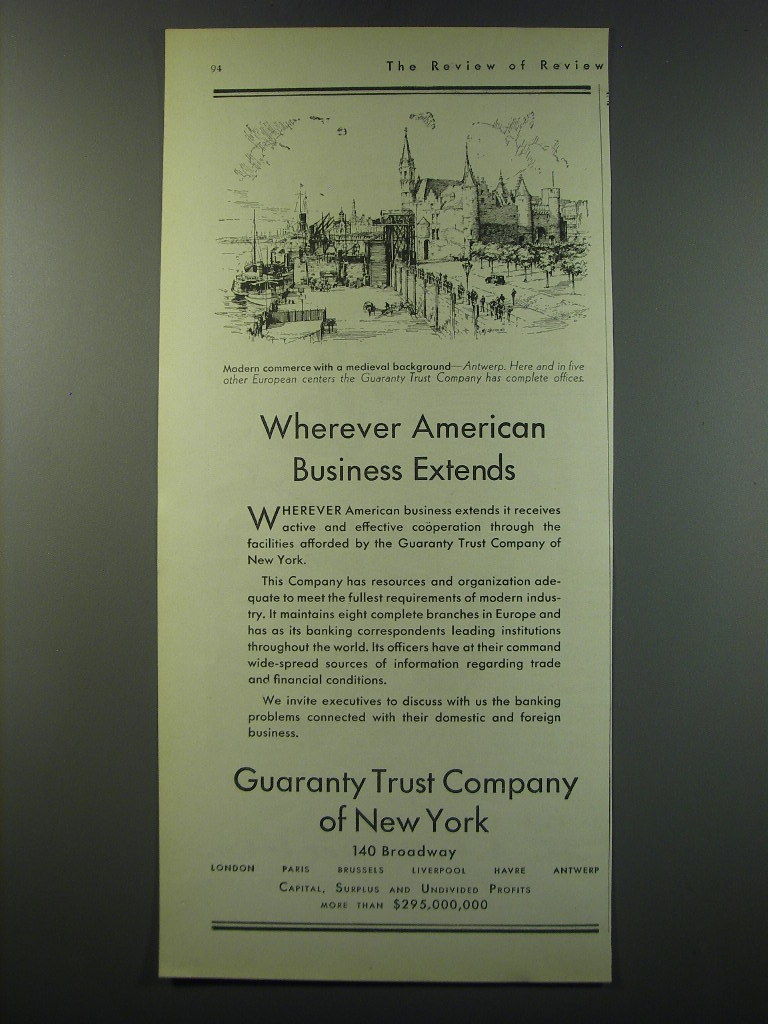 94
The Review of Review
Modern commerce with a medieval background—Antwerp. Here and in five
other European centers the Guaranty Trust Company has complete offices.
Wherever American
Business Extends
WHEREVER American business extends it receives
active and effective coöperation through the
facilities afforded by the Guaranty Trust Company of
New York.
This Company has resources and organization ade-
quate to meet the fullest requirements of modern indus-
try. It maintains eight complete branches in Europe and
has as its banking correspondents leading institutions
throughout the world. Its officers have at their command
wide-spread sources of information regarding trade
and financial conditions.
We invite executives to discuss with us the banking
problems connected with their domestic and foreign
business.
Guaranty Trust Company
of New York
140 Broadway
LONDON PARIS BRUSSELS LIVERPOOL HAVRE ANTWERP
CAPITAL, SURPLUS AND UNDIVIDED PROFITS
MORE THAN $295,000,000